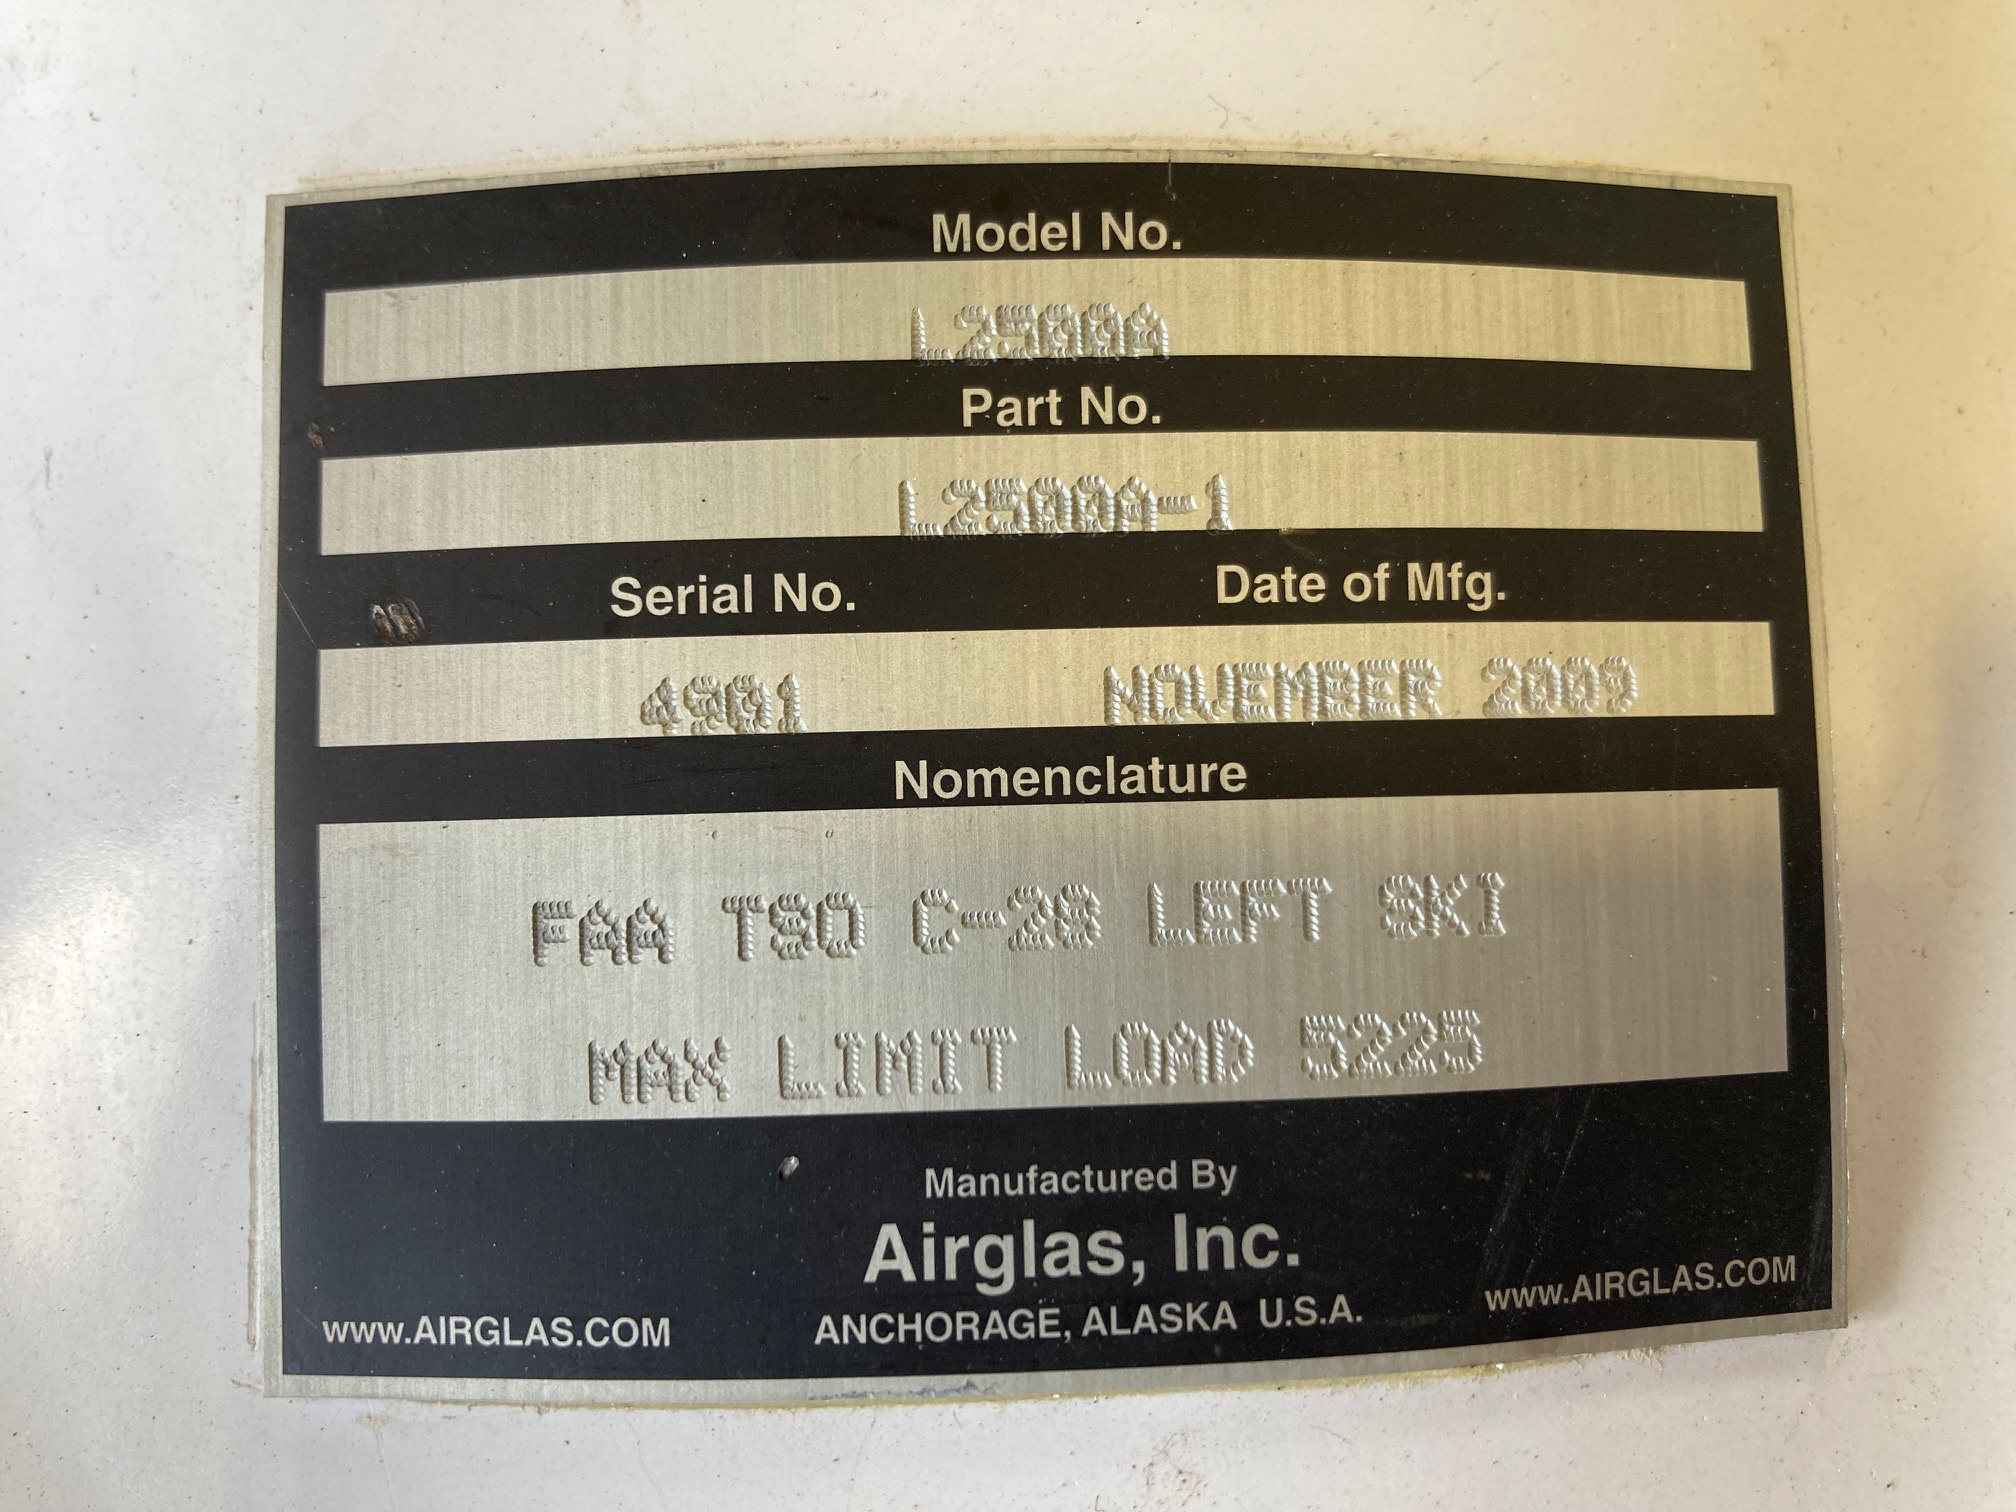 Model No.
L2500A
Part No.
L2500A-1
Serial No. Date of Mfg.
4901 NOVEMBER 2009
Nomenclature
FAA TSO C-28 LEFT SKI
MAX LIMIT LOAD 5225
Manufactured By
Airglas, Inc.
www.AIRGLAS.COM ANCHORAGE, ALASKA U.S.A. www.AIRGLAS.COM